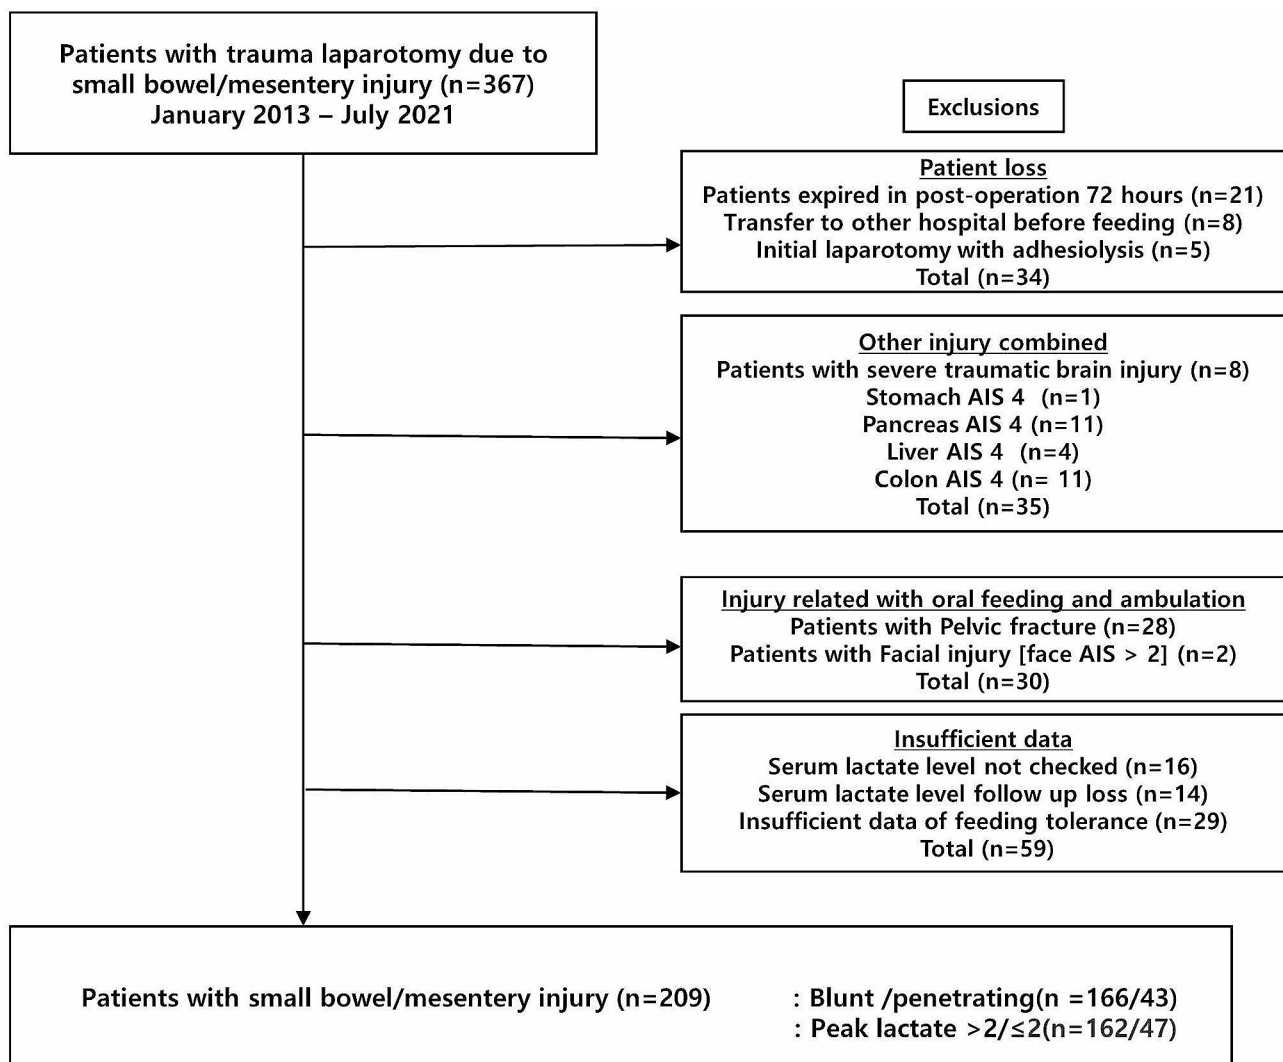 Patients with trauma laparotomy due to
small bowel/mesentery injury (n=367)
January 2013 – July 2021
Exclusions
Patient loss
Patients expired in post-operation 72 hours (n=21)
Transfer to other hospital before feeding (n=8)
Initial laparotomy with adhesiolysis (n=5)
Total (n=34)
Other injury combined
Patients with severe traumatic brain injury (n=8)
Stomach AIS 4 (n=1)
Pancreas AIS 4 (n=11)
Liver AIS 4 (n=4)
Colon AIS 4 (n= 11)
Total (n=35)
Injury related with oral feeding and ambulation
Patients with Pelvic fracture (n=28)
Patients with Facial injury [face AIS > 2] (n=2)
Total (n=30)
Insufficient data
Serum lactate level not checked (n=16)
Serum lactate level follow up loss (n=14)
Insufficient data of feeding tolerance (n=29)
Total (n=59)
Patients with small bowel/mesentery injury (n=209) : Blunt /penetrating(n =166/43)
: Peak lactate >2/≤2(n=162/47)